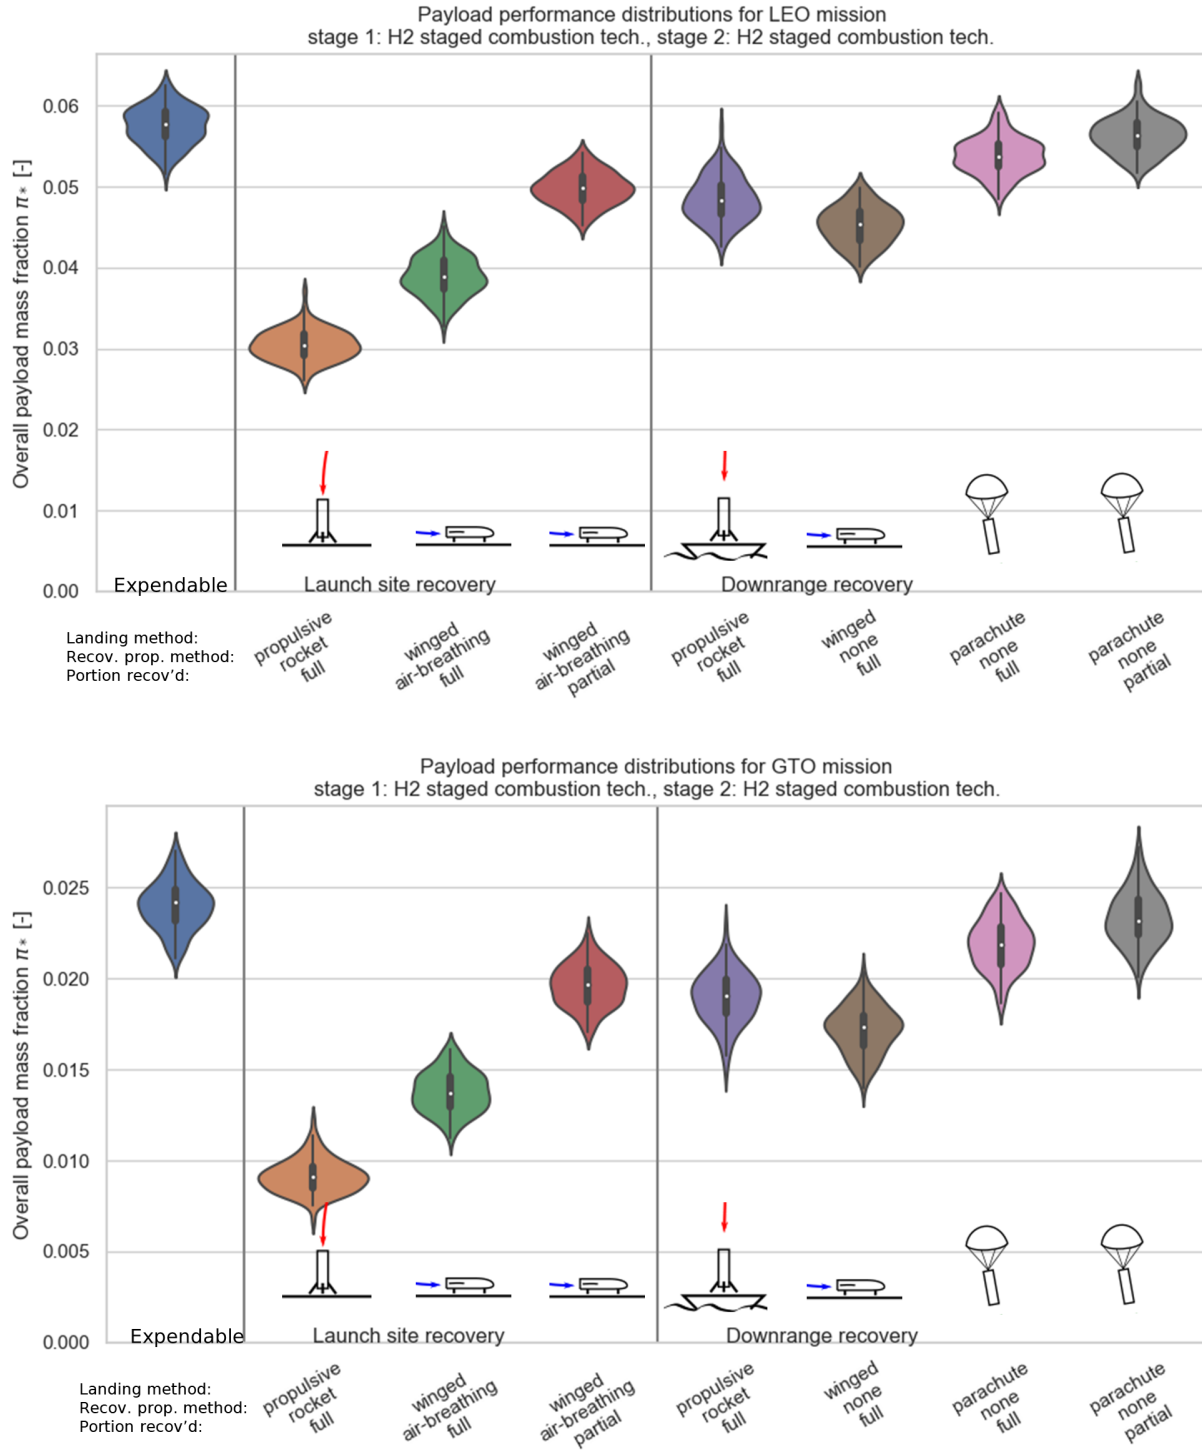 Payload performance distributions for LEO mission
stage 1: H2 staged combustion tech., stage 2: H2 staged combustion tech.
Overall payload mass fraction π* [-]
0.06
0.05
0.04
0.03
0.02
0.01
0.00
Expendable
Launch site recovery
Downrange recovery
Landing method:
Recov. prop. method:
Portion recov'd:
propulsive
rocket
full
winged
air-breathing
full
winged
air-breathing
partial
propulsive
rocket
full
winged
none
full
parachute
none
full
parachute
none
partial
Payload performance distributions for GTO mission
stage 1: H2 staged combustion tech., stage 2: H2 staged combustion tech.
Overall payload mass fraction π* [-]
0.025
0.020
0.015
0.010
0.005
0.000
Expendable
Launch site recovery
Downrange recovery
Landing method:
Recov. prop. method:
Portion recov'd:
propulsive
rocket
full
winged
air-breathing
full
winged
air-breathing
partial
propulsive
rocket
full
winged
none
full
parachute
none
full
parachute
none
partial